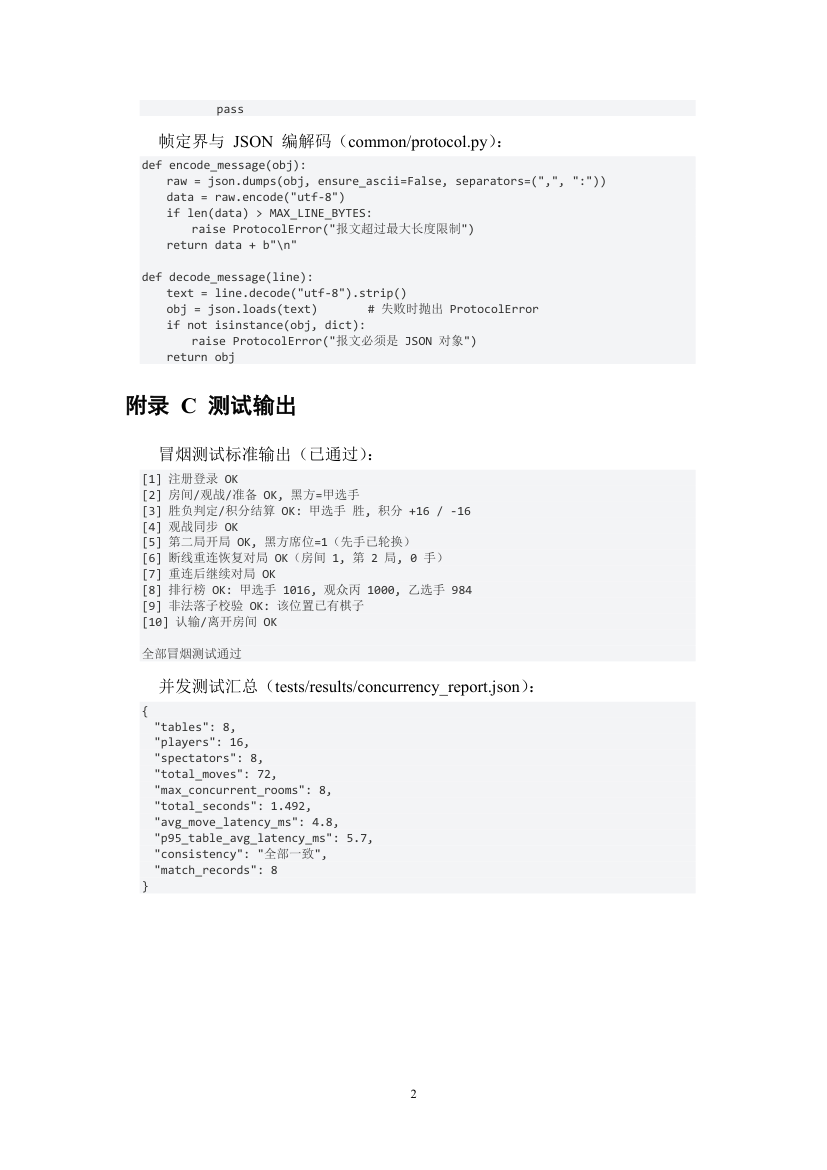 pass
帧定界与 JSON 编解码（common/protocol.py）：
def encode_message(obj):
    raw = json.dumps(obj, ensure_ascii=False, separators=(",", ":"))
    data = raw.encode("utf-8")
    if len(data) > MAX_LINE_BYTES:
        raise ProtocolError("报文超过最大长度限制")
    return data + b"\n"

def decode_message(line):
    text = line.decode("utf-8").strip()
    obj = json.loads(text)      # 失败时抛出 ProtocolError
    if not isinstance(obj, dict):
        raise ProtocolError("报文必须是 JSON 对象")
    return obj
附录 C 测试输出
冒烟测试标准输出（已通过）：
[1] 注册登录 OK
[2] 房间/观战/准备 OK, 黑方=甲选手
[3] 胜负判定/积分结算 OK: 甲选手 胜, 积分 +16 / -16
[4] 观战同步 OK
[5] 第二局开局 OK, 黑方席位=1（先手已轮换）
[6] 断线重连恢复对局 OK（房间 1, 第 2 局, 0 手）
[7] 重连后继续对局 OK
[8] 排行榜 OK: 甲选手 1016, 观众丙 1000, 乙选手 984
[9] 非法落子校验 OK: 该位置已有棋子
[10] 认输/离开房间 OK

全部冒烟测试通过
并发测试汇总（tests/results/concurrency_report.json）：
{
  "tables": 8,
  "players": 16,
  "spectators": 8,
  "total_moves": 72,
  "max_concurrent_rooms": 8,
  "total_seconds": 1.492,
  "avg_move_latency_ms": 4.8,
  "p95_table_avg_latency_ms": 5.7,
  "consistency": "全部一致",
  "match_records": 8
}
2